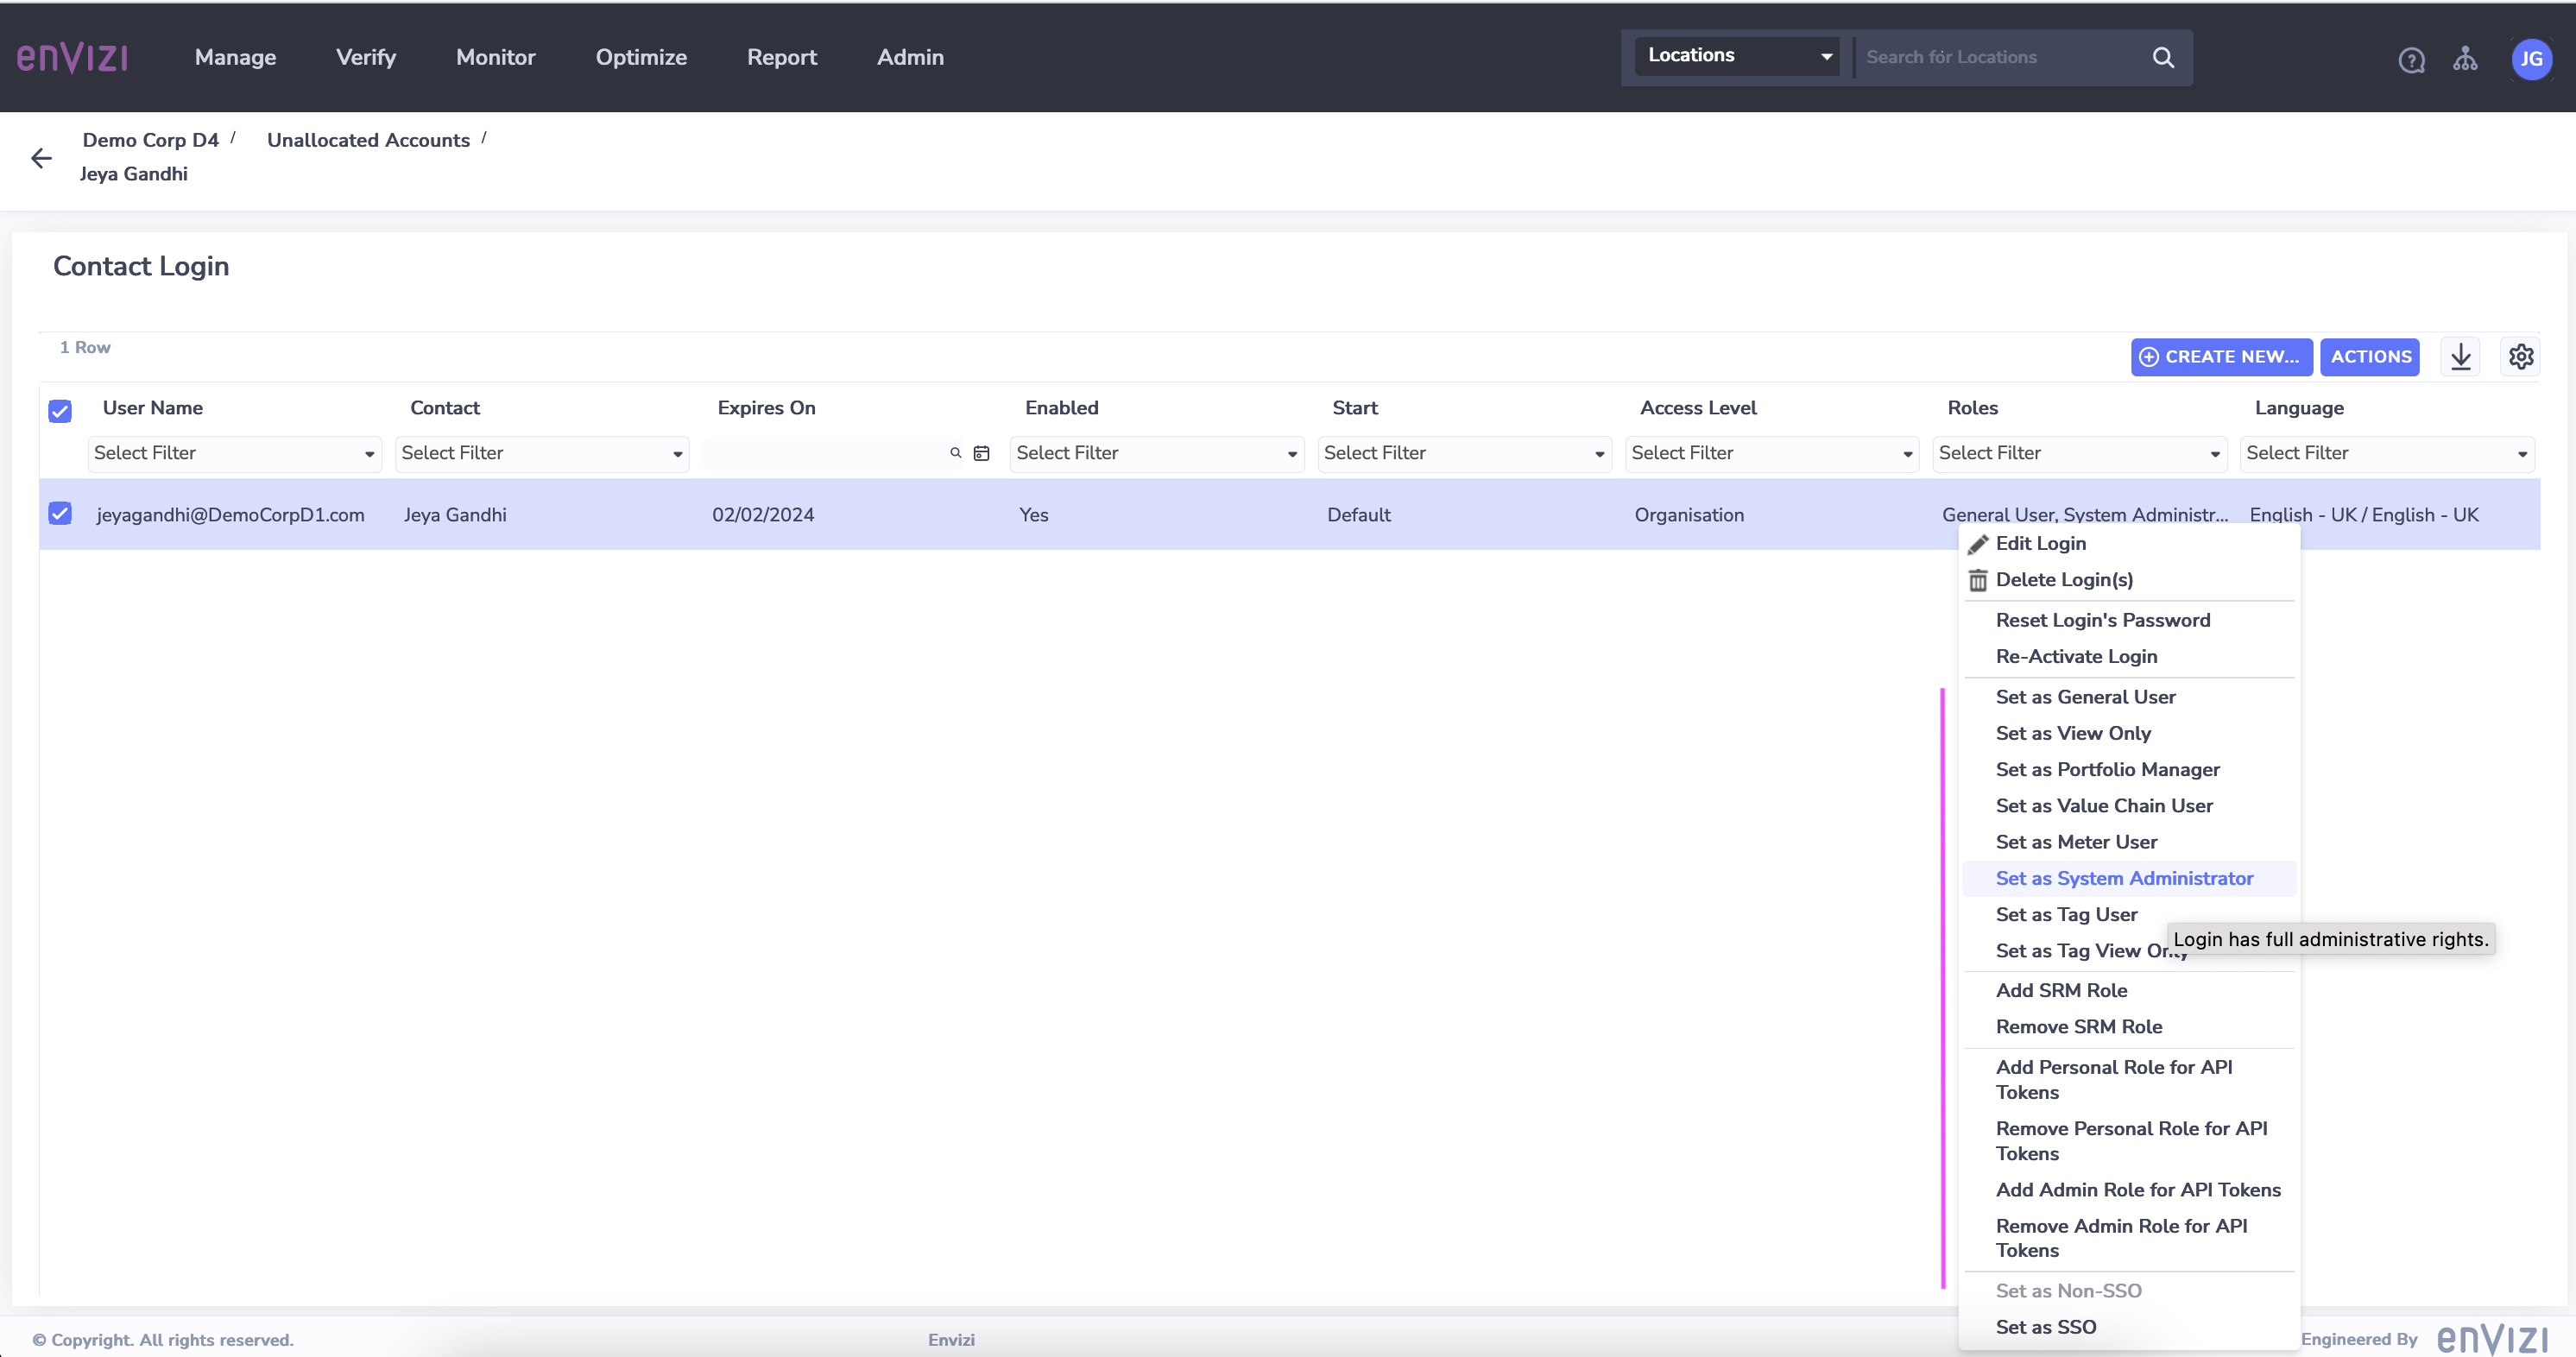 enVIZI
Manage Verify Monitor Optimize Report Admin
Locations
Search for Locations
JG
Demo Corp D4 / Unallocated Accounts /
Jeya Gandhi
Contact Login
1 Row
CREATE NEW...
ACTIONS
User Name Contact Expires On Enabled Start Access Level Roles Language
Select Filter Select Filter Select Filter Select Filter Select Filter Select Filter Select Filter
jeyagandhi@DemoCorpD1.com Jeya Gandhi 02/02/2024 Yes Default Organisation General User, System Administr... English - UK / English - UK
Edit Login
Delete Login(s)
Reset Login's Password
Re-Activate Login
Set as General User
Set as View Only
Set as Portfolio Manager
Set as Value Chain User
Set as Meter User
Set as System Administrator
Set as Tag User
Login has full administrative rights.
Set as Tag View Only
Add SRM Role
Remove SRM Role
Add Personal Role for API
Tokens
Remove Personal Role for API
Tokens
Add Admin Role for API Tokens
Remove Admin Role for API
Tokens
Set as Non-SSO
Set as SSO
© Copyright. All rights reserved.
Envizi
Engineered By enVIZI